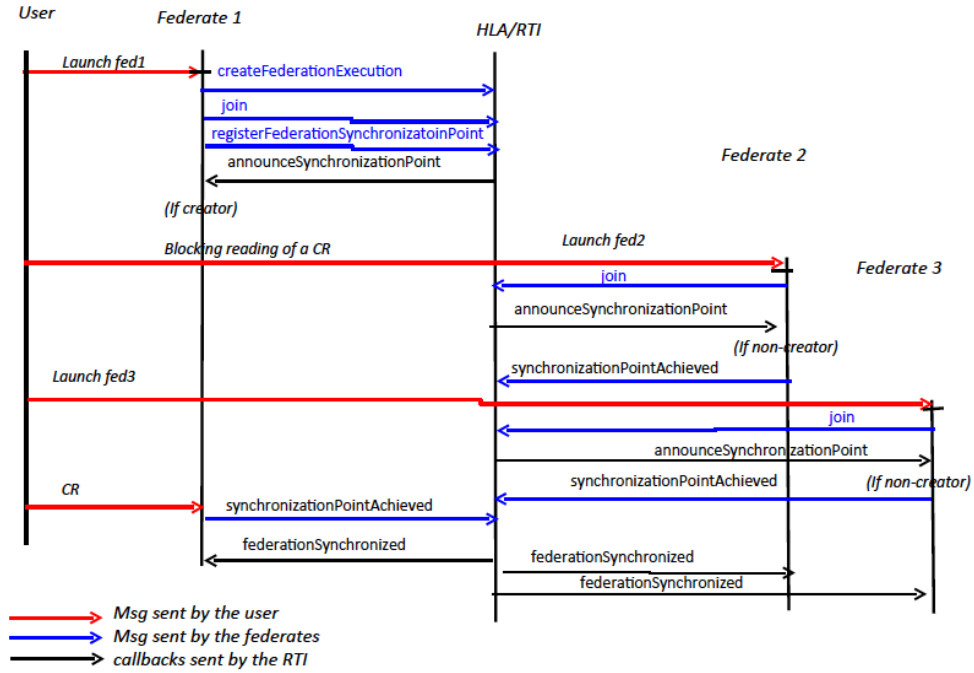 User
Federate 1
HLA/RTI
Launch fed1
createFederationExecution
join
registerFederationSynchronizatoinPoint
announceSynchronizationPoint
Federate 2
(If creator)
Blocking reading of a CR
Launch fed2
join
Federate 3
announceSynchronizationPoint
(If non-creator)
synchronizationPointAchieved
Launch fed3
join
announceSynchronizationPoint
synchronizationPointAchieved
(If non-creator)
CR
synchronizationPointAchieved
federationSynchronized
federationSynchronized
federationSynchronized
Msg sent by the user
Msg sent by the federates
callbacks sent by the RTI